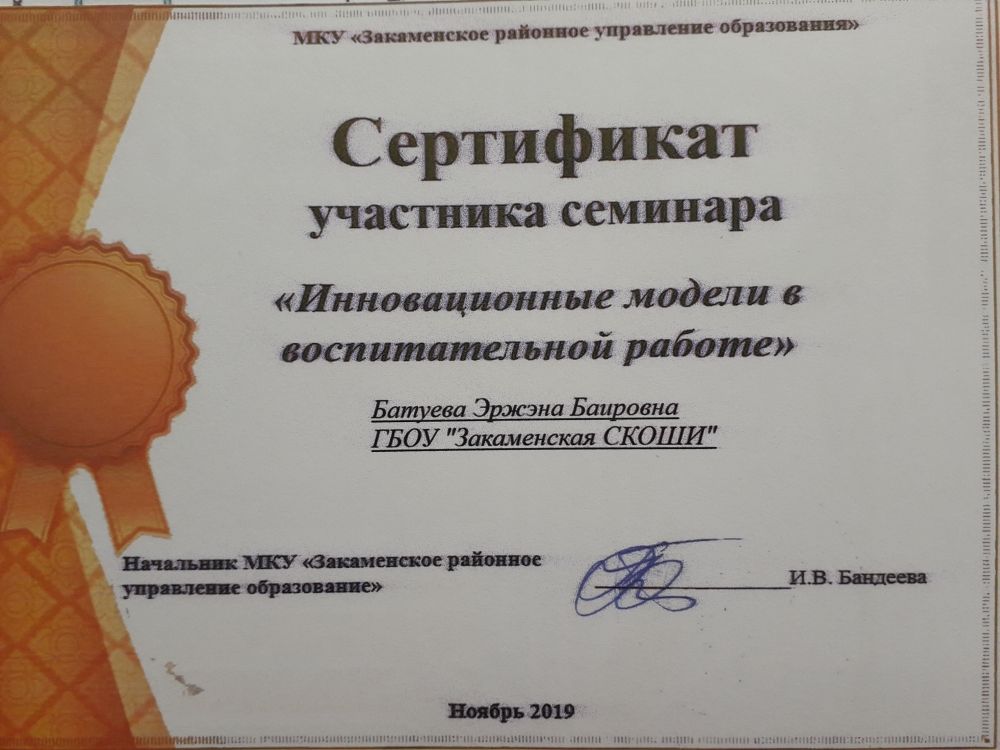 МКУ «Закаменское районное управление образования»
Сертификат
участника семинара
«Инновационные модели в
воспитательной работе»
Батуева Эржэна Баировна
ГБОУ "Закаменская СКОШИ"
Начальник МКУ «Закаменское районное
управление образование»
И.В. Бандеева
Ноябрь 2019